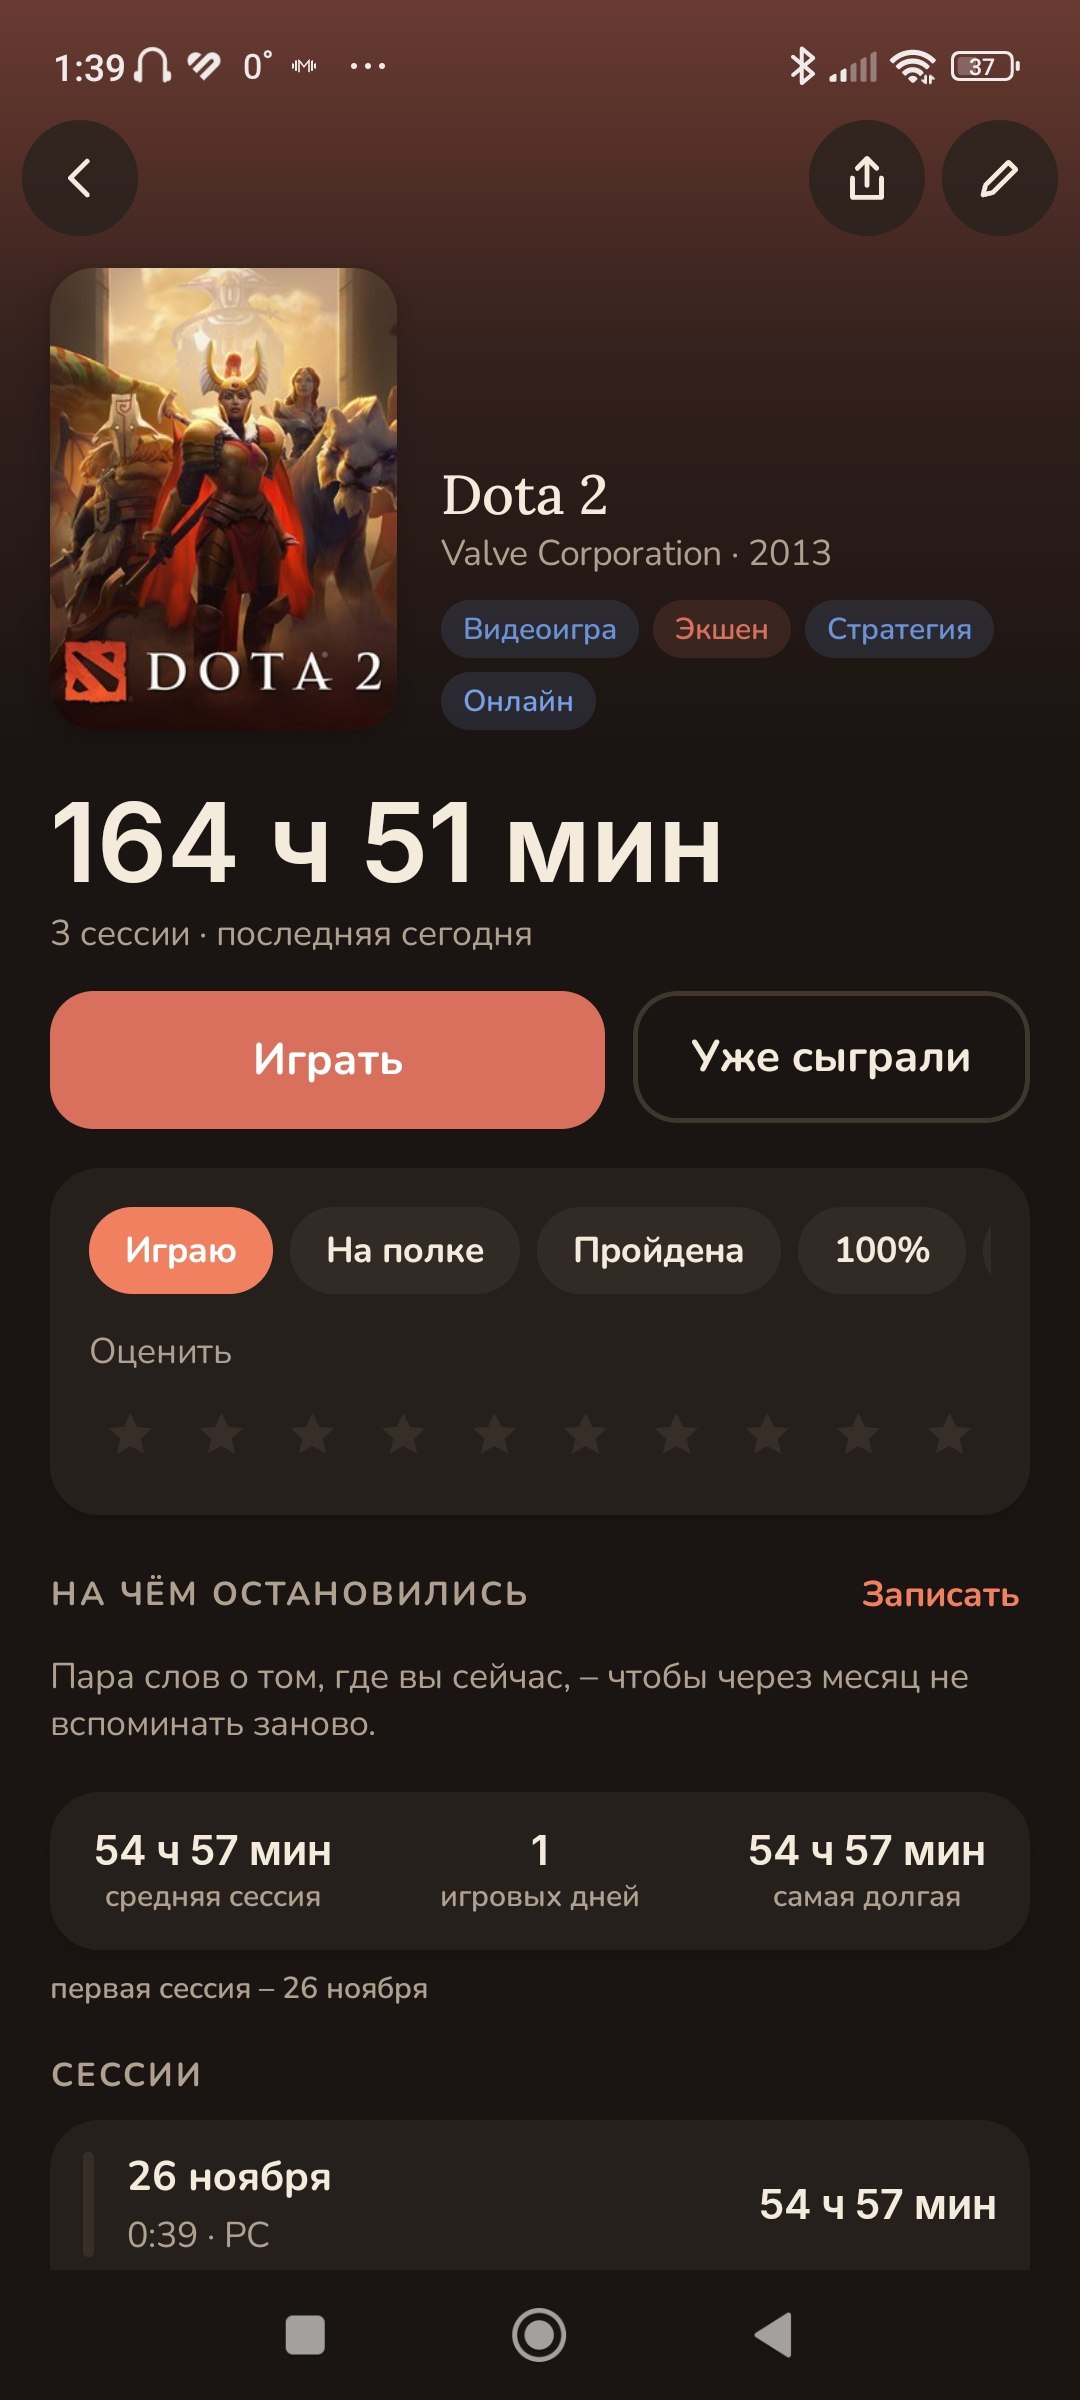 1:39 0° 37
DOTA 2
Dota 2
Valve Corporation · 2013
Видеоигра Экшен Стратегия
Онлайн
164 ч 51 мин
3 сессии · последняя сегодня
Играть Уже сыграли
Играю На полке Пройдена 100%
Оценить
НА ЧЁМ ОСТАНОВИЛИСЬ Записать
Пара слов о том, где вы сейчас, – чтобы через месяц не
вспоминать заново.
54 ч 57 мин 1 54 ч 57 мин
средняя сессия игровых дней самая долгая
первая сессия – 26 ноября
СЕССИИ
26 ноября 54 ч 57 мин
0:39 · PC